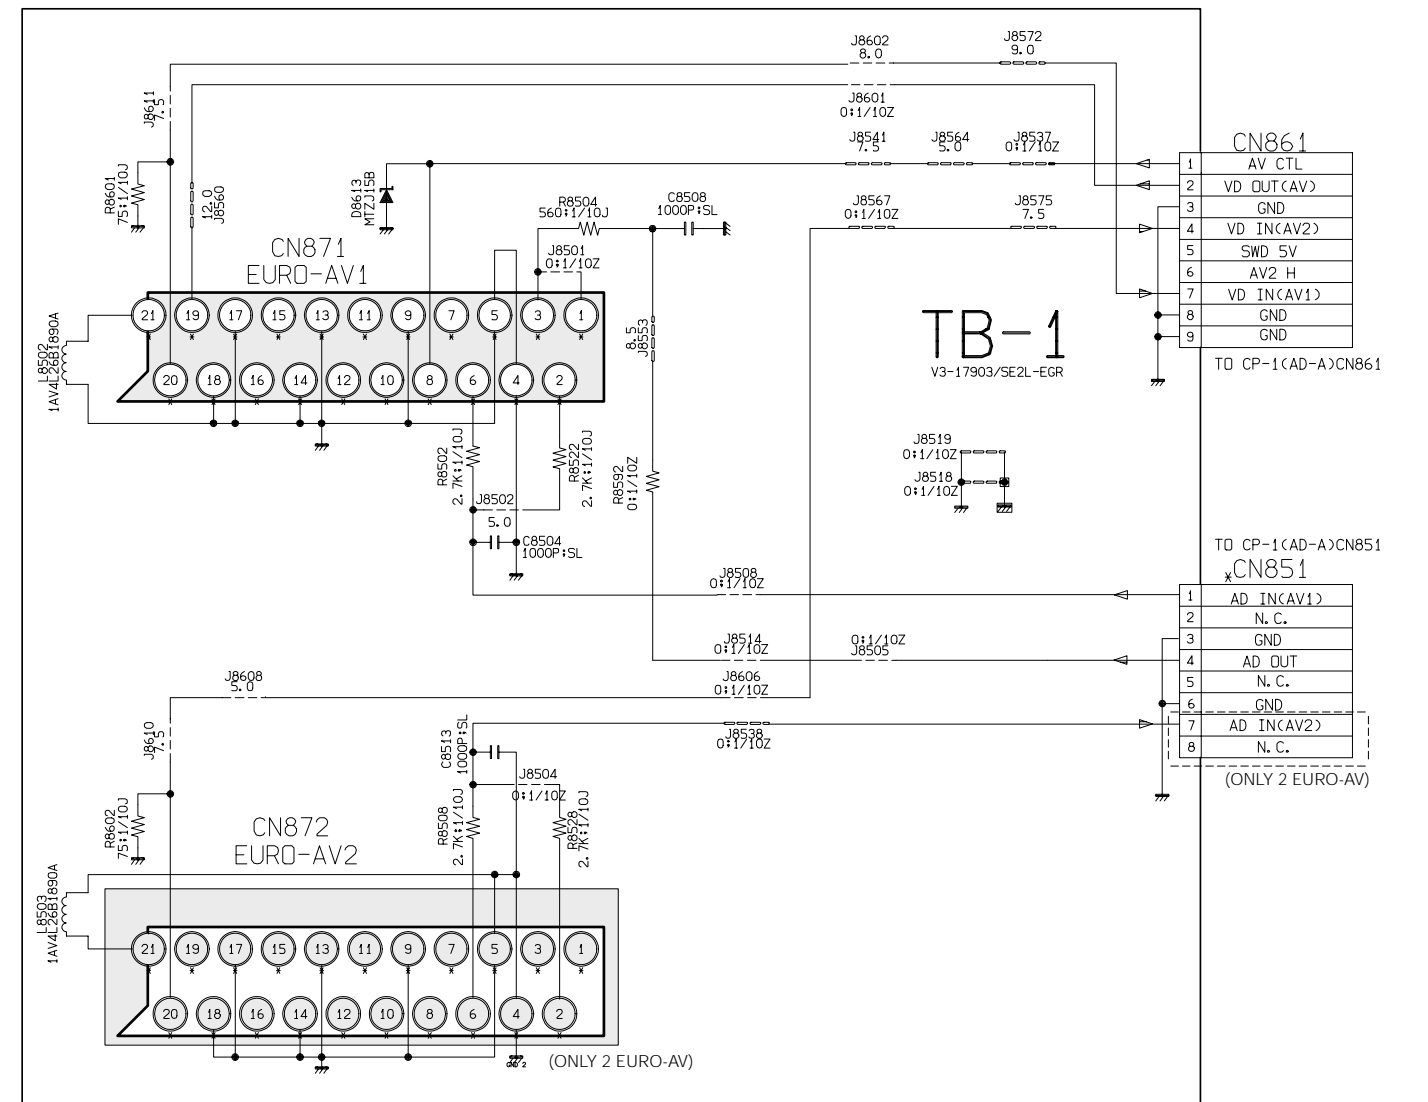 J8602
8.0
J8572
9.0
J8611
7.5
J8601
0:1/10Z
CN861
J8541
7.5
J8564
5.0
J8537
0:1/10Z
1 AV CTL
2 VD OUT(AV)
3 GND
4 VD IN(AV2)
5 SWD 5V
6 AV2 H
7 VD IN(AV1)
8 GND
9 GND
TO CP-1(AD-A)CN861
R8601
75:1/10J
12.0
J8560
D8613
MTZJ15B
R8504
560:1/10J
C8508
1000P:SL
J8567
0:1/10Z
J8575
7.5
J8501
0:1/10Z
CN871
EURO-AV1
21 19 17 15 13 11 9 7 5 3 1
20 18 16 14 12 10 8 6 4 2
L8502
1AV4L26B1890A
8.5
J8553
TB-1
V3-17903/SE2L-EGR
R8502
2.7K:1/10J
R8522
2.7K:1/10J
R8592
0:1/10Z
J8519
0:1/10Z
J8518
0:1/10Z
J8502
5.0
C8504
1000P:SL
TO CP-1(AD-A)CN851
*CN851
1 AD IN(AV1)
2 N.C.
3 GND
4 AD OUT
5 N.C.
6 GND
7 AD IN(AV2)
8 N.C.
(ONLY 2 EURO-AV)
J8508
0:1/10Z
J8514
0:1/10Z
0:1/10Z
J8505
J8608
5.0
J8606
0:1/10Z
J8610
7.5
C8513
1000P:SL
J8538
0:1/10Z
J8504
0:1/10Z
R8602
75:1/10J
R8508
2.7K:1/10J
R8528
2.7K:1/10J
CN872
EURO-AV2
L8503
1AV4L26B1890A
21 19 17 15 13 11 9 7 5 3 1
20 18 16 14 12 10 8 6 4 2
(ONLY 2 EURO-AV)